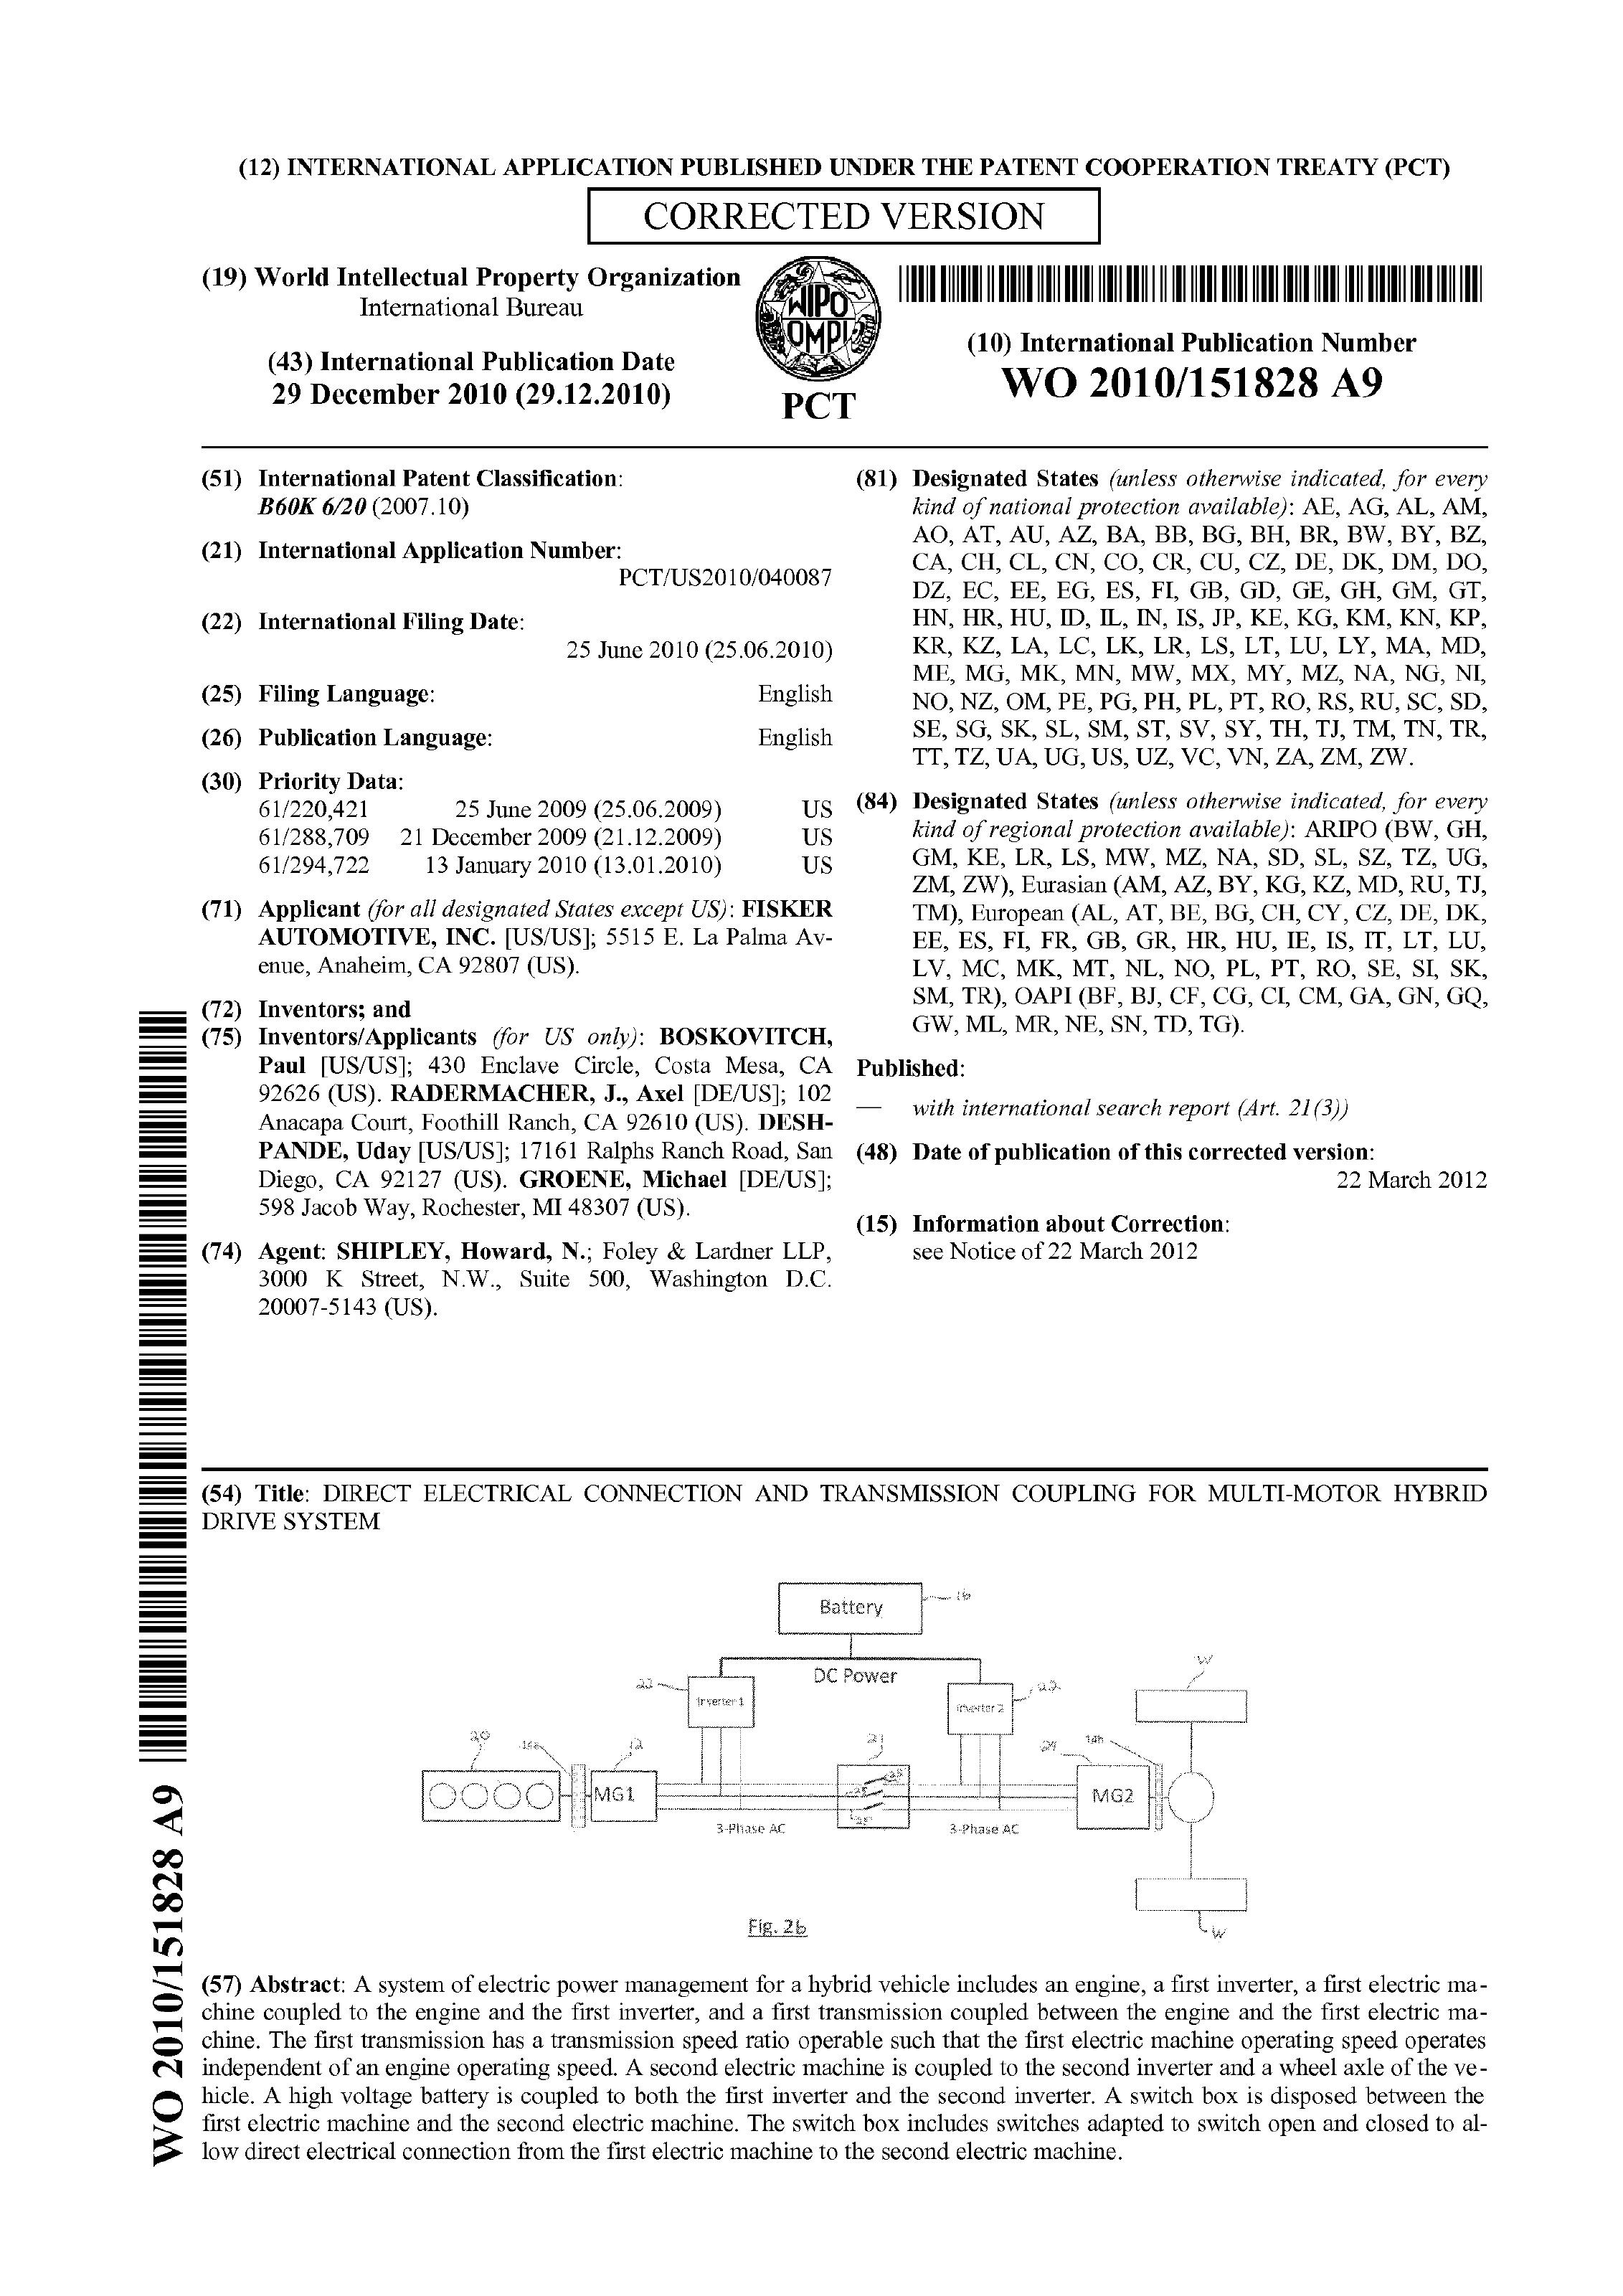 (12) INTERNATIONAL APPLICATION PUBLISHED UNDER THE PATENT COOPERATION TREATY (PCT)
CORRECTED VERSION
(19) World Intellectual Property Organization
International Bureau
(43) International Publication Date
29 December 2010 (29.12.2010)
WIPO
OMPI
PCT
(10) International Publication Number
WO 2010/151828 A9
(51) International Patent Classification:
B60K 6/20 (2007.10)
(21) International Application Number:
PCT/US2010/040087
(22) International Filing Date:
25 June 2010 (25.06.2010)
(25) Filing Language: English
(26) Publication Language: English
(30) Priority Data:
61/220,421 25 June 2009 (25.06.2009) US
61/288,709 21 December 2009 (21.12.2009) US
61/294,722 13 January 2010 (13.01.2010) US
(71) Applicant (for all designated States except US): FISKER
AUTOMOTIVE, INC. [US/US]; 5515 E. La Palma Av-
enue, Anaheim, CA 92807 (US).
(72) Inventors; and
(75) Inventors/Applicants (for US only): BOSKOVITCH,
Paul [US/US]; 430 Enclave Circle, Costa Mesa, CA
92626 (US). RADERMACHER, J., Axel [DE/US]; 102
Anacapa Court, Foothill Ranch, CA 92610 (US). DESH-
PANDE, Uday [US/US]; 17161 Ralphs Ranch Road, San
Diego, CA 92127 (US). GROENE, Michael [DE/US];
598 Jacob Way, Rochester, MI 48307 (US).
(74) Agent: SHIPLEY, Howard, N.; Foley & Lardner LLP,
3000 K Street, N.W., Suite 500, Washington D.C.
20007-5143 (US).
(81) Designated States (unless otherwise indicated, for every
kind of national protection available): AE, AG, AL, AM,
AO, AT, AU, AZ, BA, BB, BG, BH, BR, BW, BY, BZ,
CA, CH, CL, CN, CO, CR, CU, CZ, DE, DK, DM, DO,
DZ, EC, EE, EG, ES, FI, GB, GD, GE, GH, GM, GT,
HN, HR, HU, ID, IL, IN, IS, JP, KE, KG, KM, KN, KP,
KR, KZ, LA, LC, LK, LR, LS, LT, LU, LY, MA, MD,
ME, MG, MK, MN, MW, MX, MY, MZ, NA, NG, NI,
NO, NZ, OM, PE, PG, PH, PL, PT, RO, RS, RU, SC, SD,
SE, SG, SK, SL, SM, ST, SV, SY, TH, TJ, TM, TN, TR,
TT, TZ, UA, UG, US, UZ, VC, VN, ZA, ZM, ZW.
(84) Designated States (unless otherwise indicated, for every
kind of regional protection available): ARIPO (BW, GH,
GM, KE, LR, LS, MW, MZ, NA, SD, SL, SZ, TZ, UG,
ZM, ZW), Eurasian (AM, AZ, BY, KG, KZ, MD, RU, TJ,
TM), European (AL, AT, BE, BG, CH, CY, CZ, DE, DK,
EE, ES, FI, FR, GB, GR, HR, HU, IE, IS, IT, LT, LU,
LV, MC, MK, MT, NL, NO, PL, PT, RO, SE, SI, SK,
SM, TR), OAPI (BF, BJ, CF, CG, CI, CM, GA, GN, GQ,
GW, ML, MR, NE, SN, TD, TG).
Published:
— with international search report (Art. 21(3))
(48) Date of publication of this corrected version:
22 March 2012
(15) Information about Correction:
see Notice of 22 March 2012
(54) Title: DIRECT ELECTRICAL CONNECTION AND TRANSMISSION COUPLING FOR MULTI-MOTOR HYBRID
DRIVE SYSTEM
Battery 16
DC Power
W
22 Inverter 1
Inverter 2 22
20 12 21 14b
MG1
MG2
3-Phase AC 3-Phase AC
W
Fig. 2b
(57) Abstract: A system of electric power management for a hybrid vehicle includes an engine, a first inverter, a first electric ma-
chine coupled to the engine and the first inverter, and a first transmission coupled between the engine and the first electric ma-
chine. The first transmission has a transmission speed ratio operable such that the first electric machine operating speed operates
independent of an engine operating speed. A second electric machine is coupled to the second inverter and a wheel axle of the ve-
hicle. A high voltage battery is coupled to both the first inverter and the second inverter. A switch box is disposed between the
first electric machine and the second electric machine. The switch box includes switches adapted to switch open and closed to al-
low direct electrical connection from the first electric machine to the second electric machine.
WO 2010/151828 A9